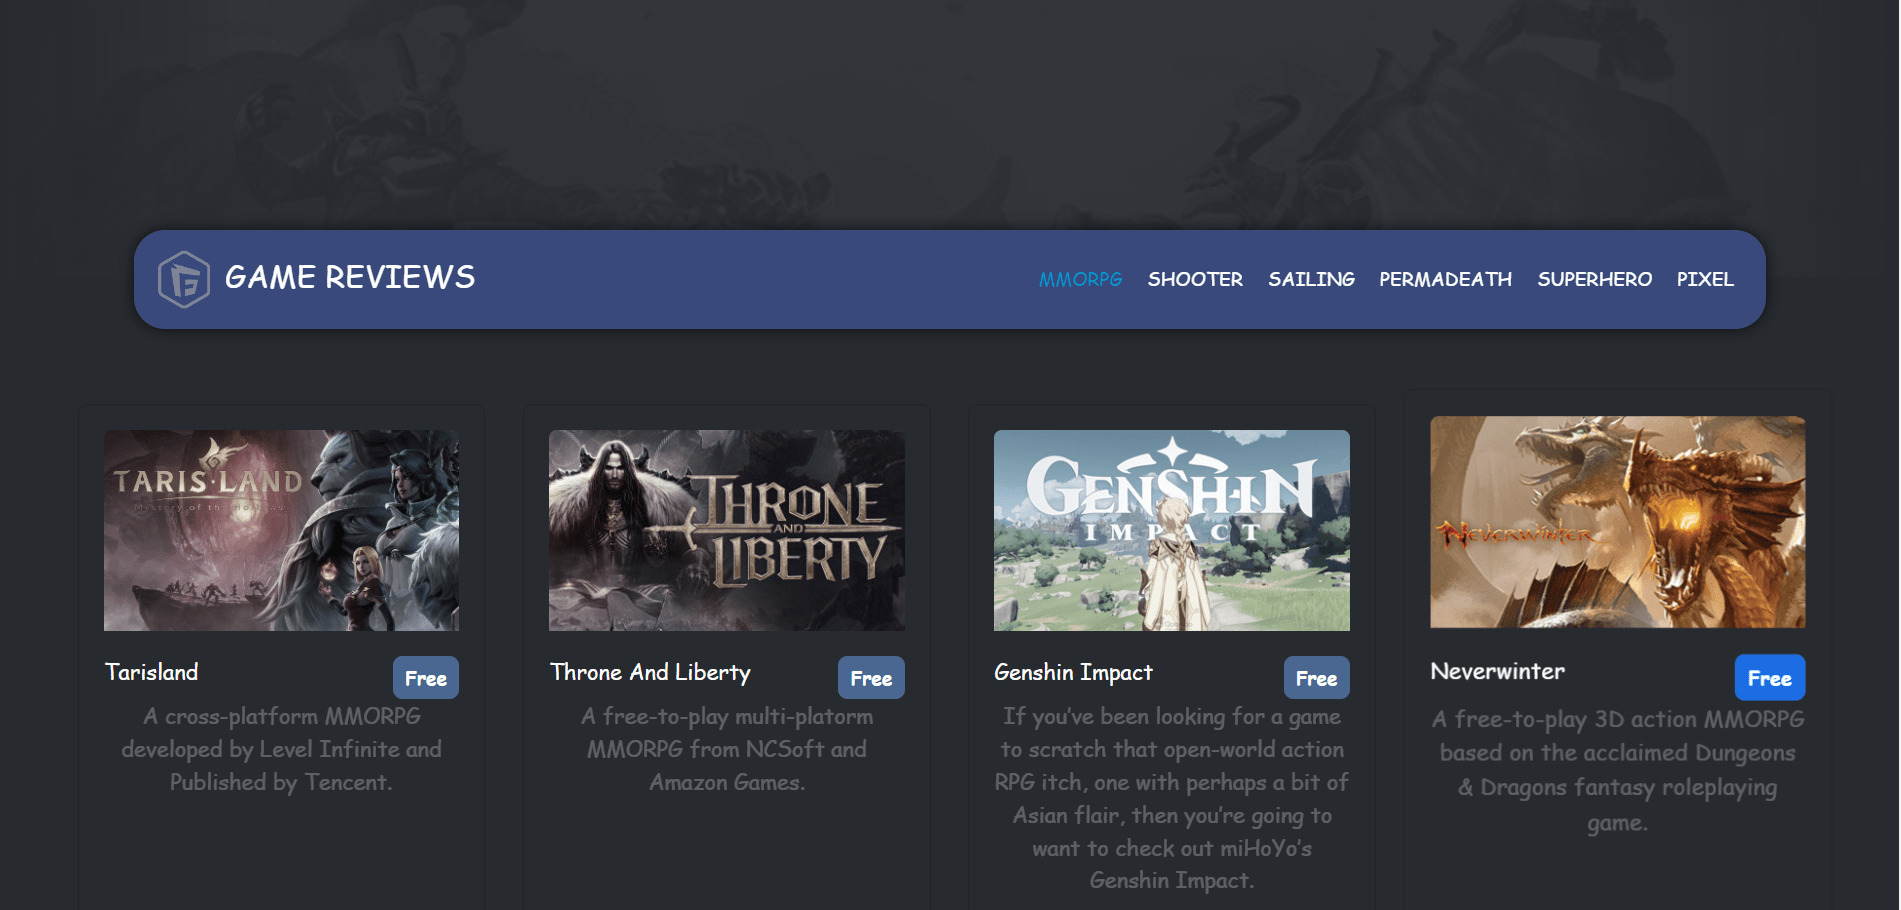 GAME REVIEWS
MMORPG SHOOTER SAILING PERMADEATH SUPERHERO PIXEL
TARISLAND
Mystery of the
THRONE
AND
LIBERTY
GENSHIN
IMPACT
NEVERWINTER
Tarisland
Free
A cross-platform MMORPG
developed by Level Infinite and
Published by Tencent.
Throne And Liberty
Free
A free-to-play multi-platorm
MMORPG from NCSoft and
Amazon Games.
Genshin Impact
Free
If you’ve been looking for a game
to scratch that open-world action
RPG itch, one with perhaps a bit of
Asian flair, then you’re going to
want to check out miHoYo’s
Genshin Impact.
Neverwinter
Free
A free-to-play 3D action MMORPG
based on the acclaimed Dungeons
& Dragons fantasy roleplaying
game.